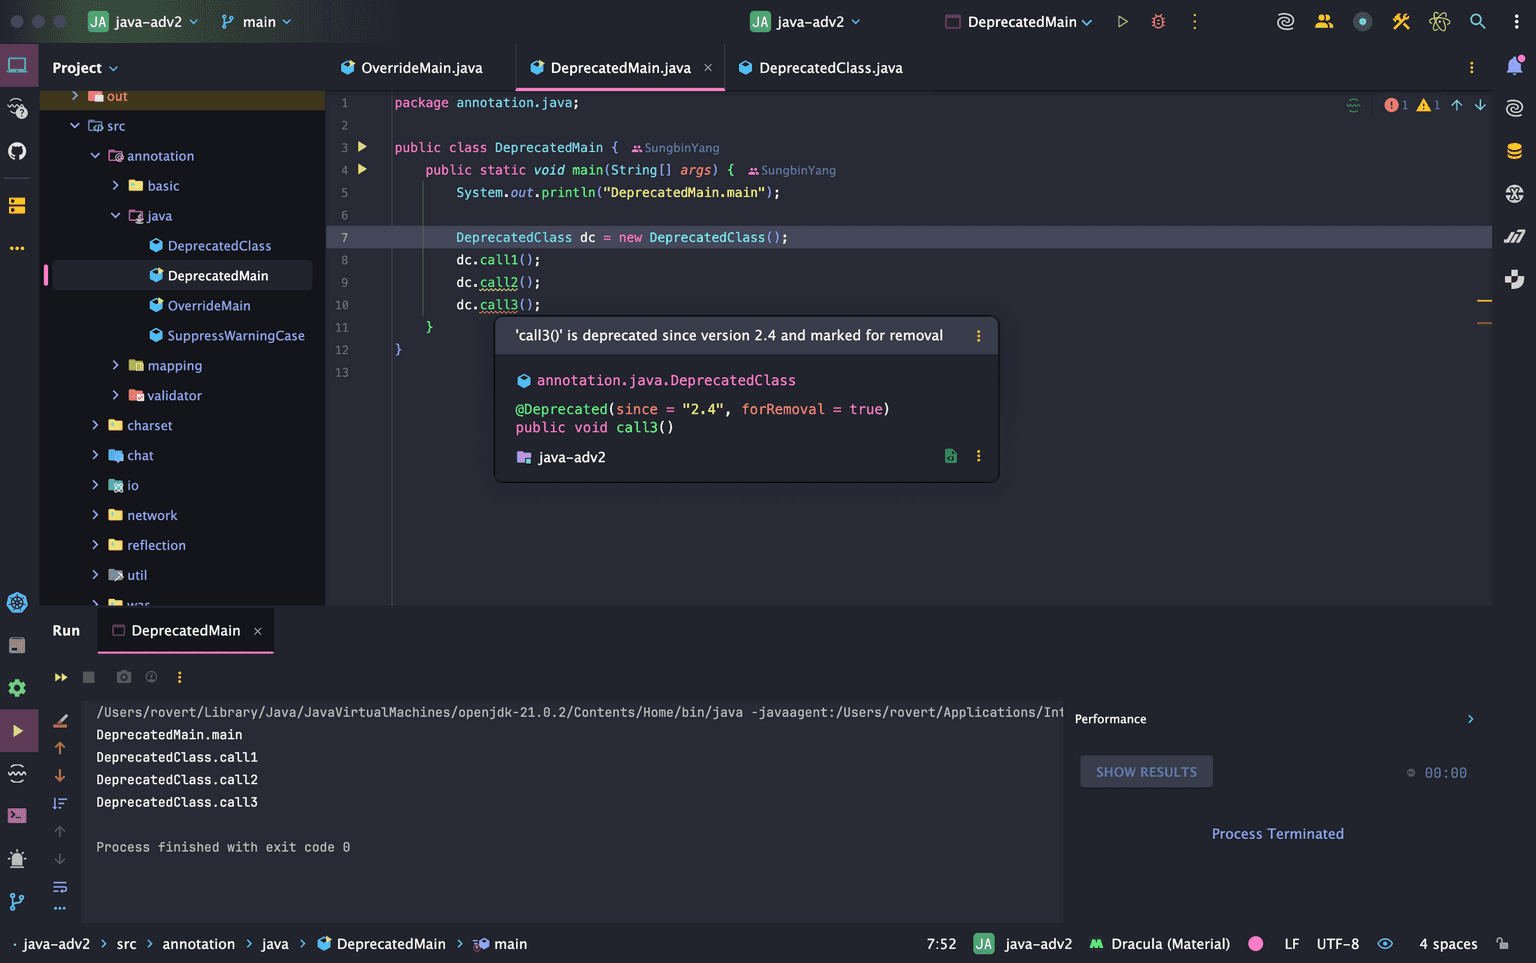 JA java-adv2
main
JA java-adv2
DeprecatedMain
Project
OverrideMain.java
DeprecatedMain.java
DeprecatedClass.java
out
src
annotation
basic
java
DeprecatedClass
DeprecatedMain
OverrideMain
SuppressWarningCase
mapping
validator
charset
chat
io
network
reflection
util
was
1 package annotation.java;
1
1
2
3 public class DeprecatedMain { SungbinYang
4 public static void main(String[] args) { SungbinYang
5 System.out.println("DeprecatedMain.main");
6
7 DeprecatedClass dc = new DeprecatedClass();
8 dc.call1();
9 dc.call2();
10 dc.call3();
11 }
12 }
13
'call3()' is deprecated since version 2.4 and marked for removal
annotation.java.DeprecatedClass
@Deprecated(since = "2.4", forRemoval = true)
public void call3()
java-adv2
Run
DeprecatedMain
/Users/rovert/Library/Java/JavaVirtualMachines/openjdk-21.0.2/Contents/Home/bin/java -javaagent:/Users/rovert/Applications/Int
DeprecatedMain.main
DeprecatedClass.call1
DeprecatedClass.call2
DeprecatedClass.call3
Process finished with exit code 0
Performance
SHOW RESULTS
00:00
Process Terminated
java-adv2 > src > annotation > java > DeprecatedMain > main
7:52
JA java-adv2
Dracula (Material)
LF
UTF-8
4 spaces